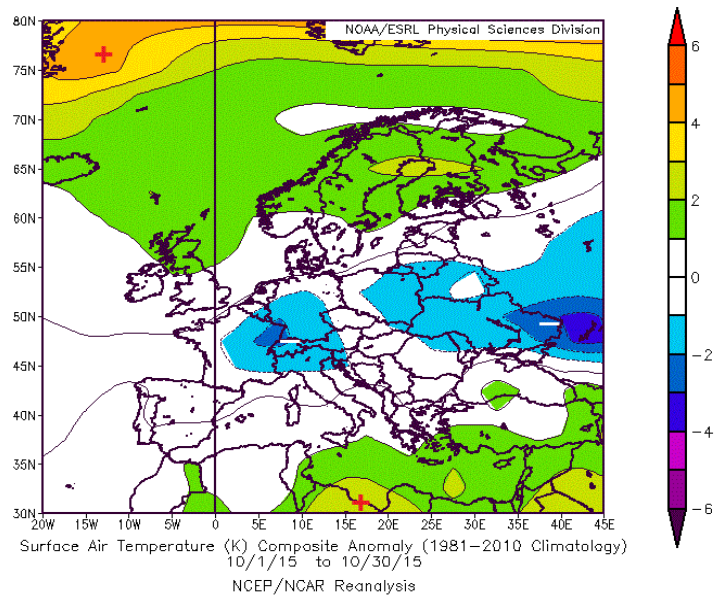 NOAA/ESRL Physical Sciences Division
80N
75N
70N
65N
60N
55N
50N
45N
40N
35N
30N
20W 15W 10W 5W 0 5E 10E 15E 20E 25E 30E 35E 40E 45E
6
4
2
0
-2
-4
-6
Surface Air Temperature (K) Composite Anomaly (1981-2010 Climatology)
10/1/15 to 10/30/15
NCEP/NCAR Reanalysis